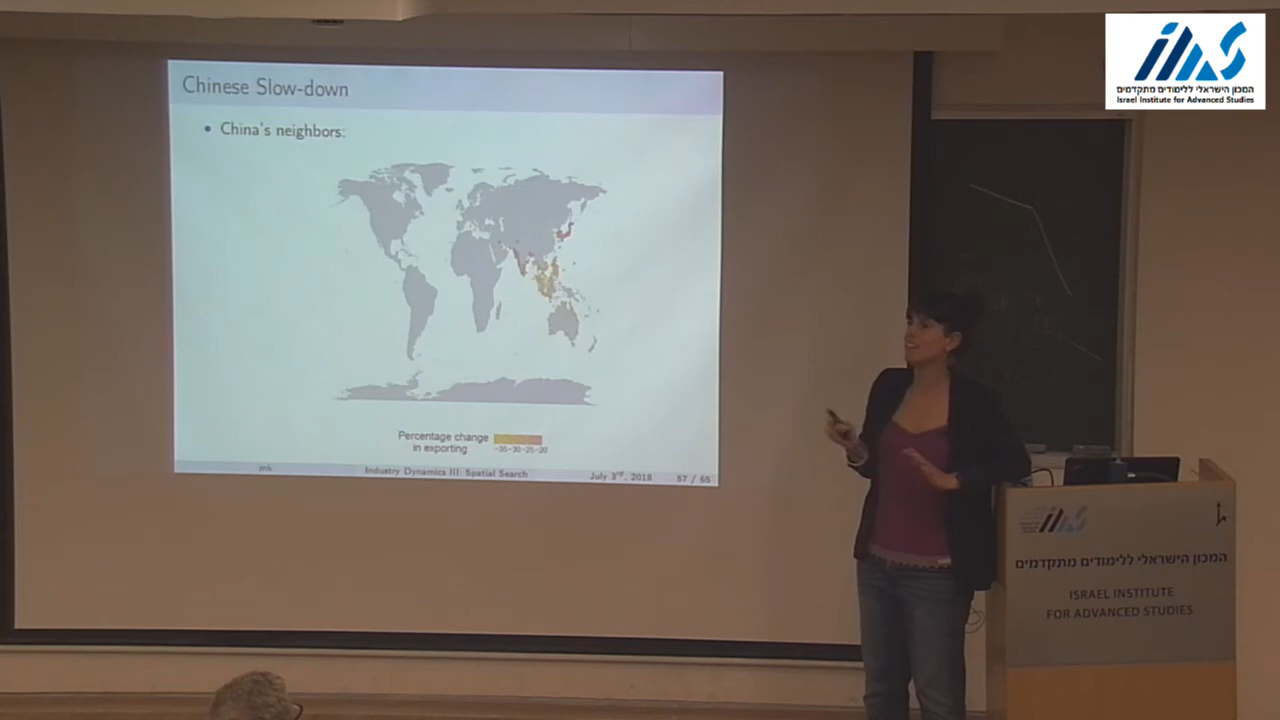 Chinese Slow-down
• China's neighbors:
Percentage change
in exporting
-35-30-25-20
mk
Industry Dynamics III: Spatial Search
July 3rd, 2018
57 / 65
המכון הישראלי ללימודים מתקדמים
Israel Institute for Advanced Studies
המכון הישראלי ללימודים מתקדמים
ISRAEL INSTITUTE
FOR ADVANCED STUDIES